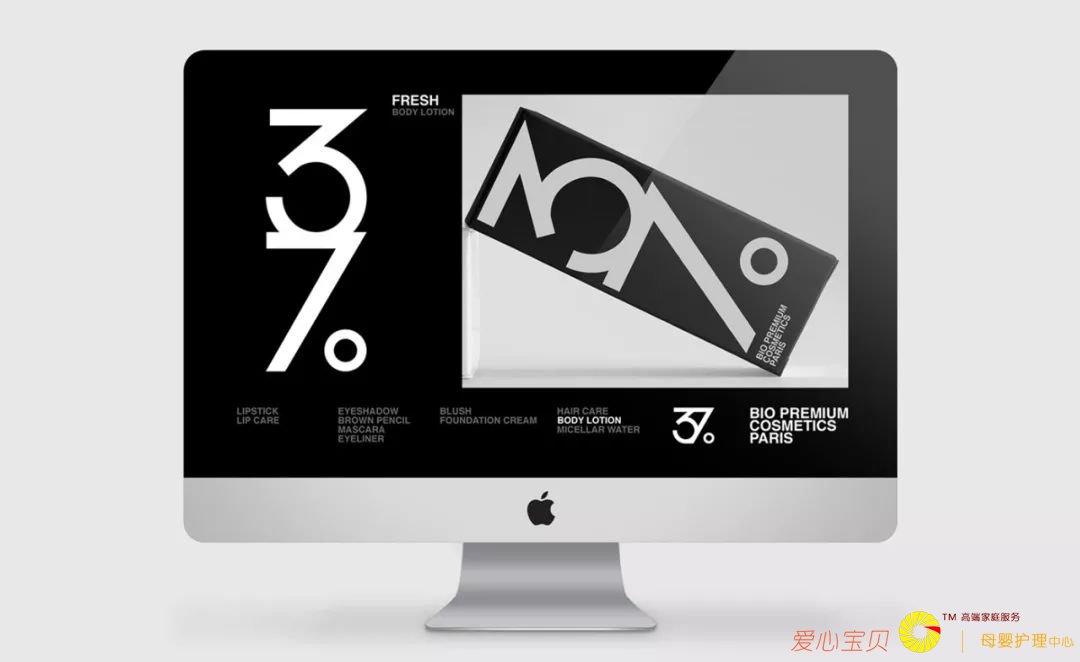 37°
FRESH
BODY LOTION
37°
BIO PREMIUM
COSMETICS
PARIS
LIPSTICK
LIP CARE
EYESHADOW
BROWN PENCIL
MASCARA
EYELINER
BLUSH
FOUNDATION CREAM
HAIR CARE
BODY LOTION
MICELLAR WATER
37°
BIO PREMIUM
COSMETICS
PARIS
爱心宝贝
TM 高端家庭服务
母婴护理中心